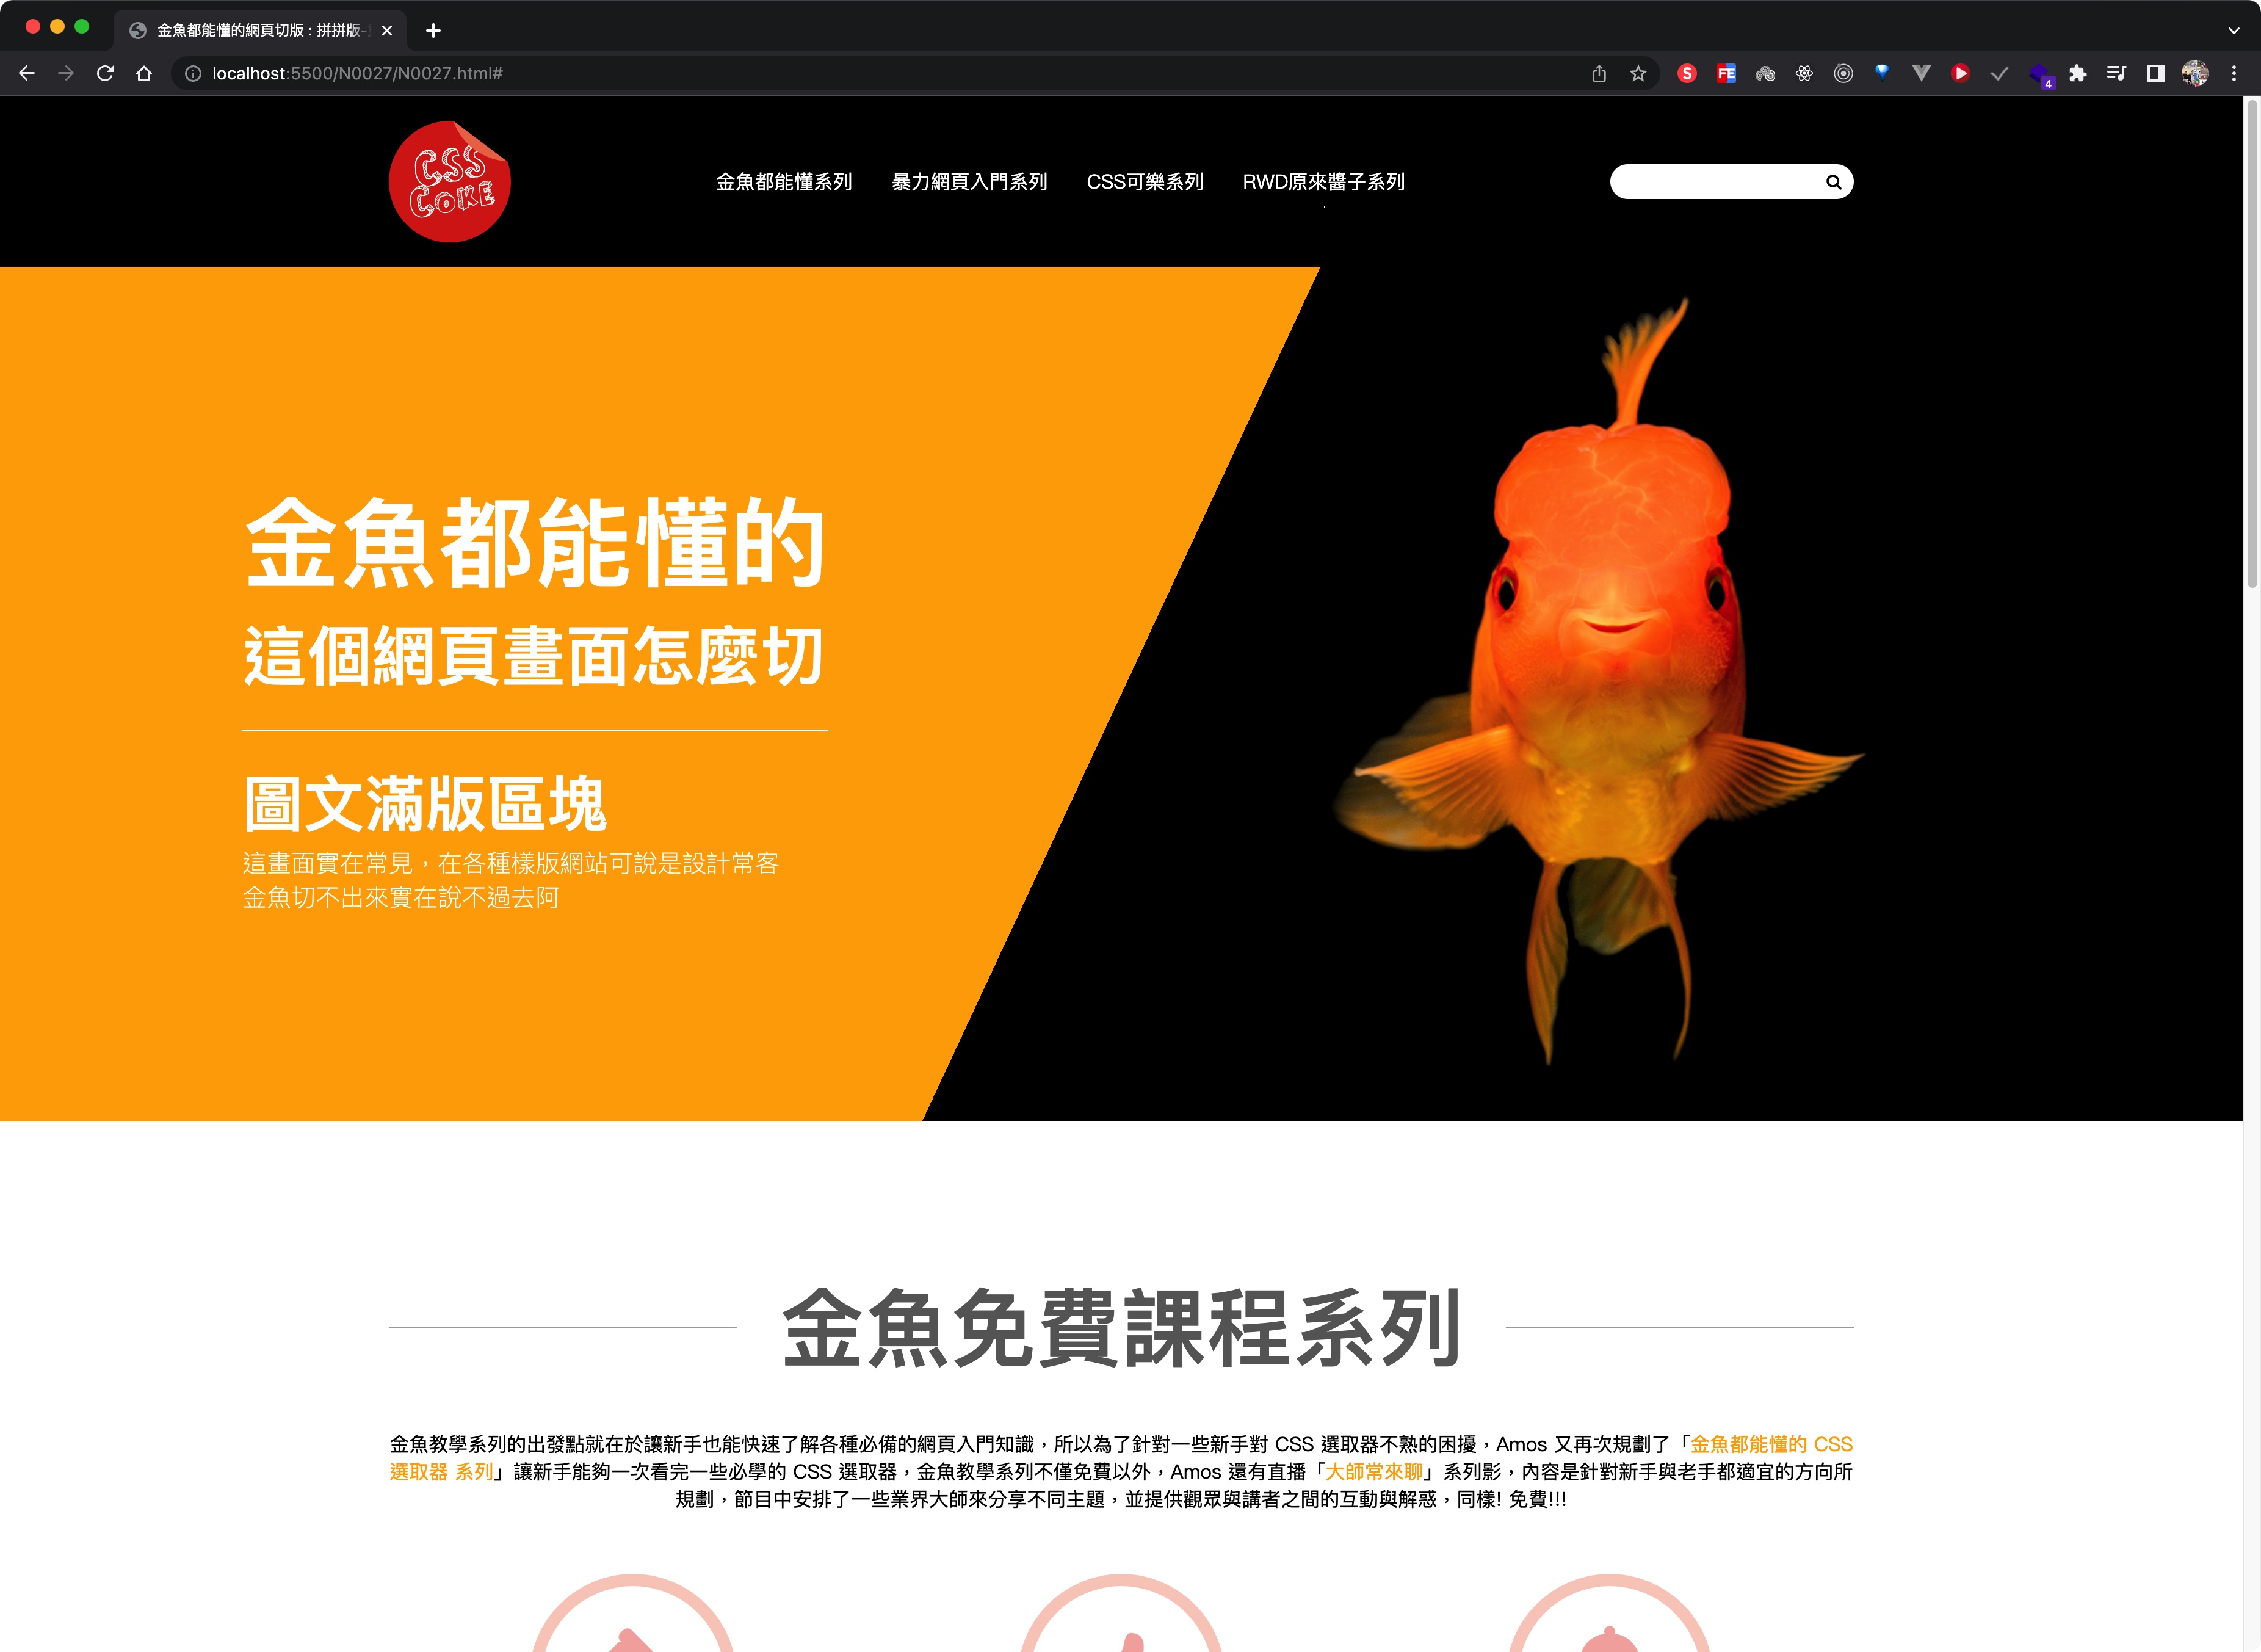 金魚都能懂的網頁切版 : 拼拼版-
localhost:5500/N0027/N0027.html#
S
FE
4
CSS
COKE
金魚都能懂系列
暴力網頁入門系列
CSS可樂系列
RWD原來醬子系列
金魚都能懂的
這個網頁畫面怎麼切
圖文滿版區塊
這畫面實在常見，在各種樣版網站可說是設計常客
金魚切不出來實在說不過去阿
金魚免費課程系列
金魚教學系列的出發點就在於讓新手也能快速了解各種必備的網頁入門知識，所以為了針對一些新手對 CSS 選取器不熟的困擾，Amos 又再次規劃了「金魚都能懂的 CSS
選取器 系列」讓新手能夠一次看完一些必學的 CSS 選取器，金魚教學系列不僅免費以外，Amos 還有直播「大師常來聊」系列影，內容是針對新手與老手都適宜的方向所
規劃，節目中安排了一些業界大師來分享不同主題，並提供觀眾與講者之間的互動與解惑，同樣! 免費!!!